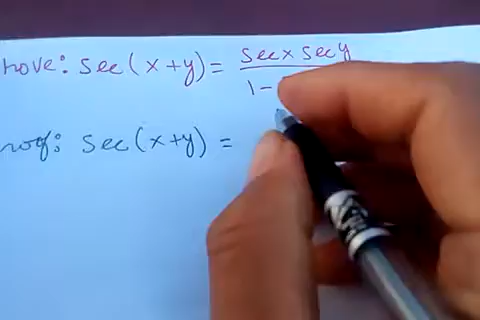 rove: sec(x+y) = secx secy / 1-
roof: sec(x+y) =